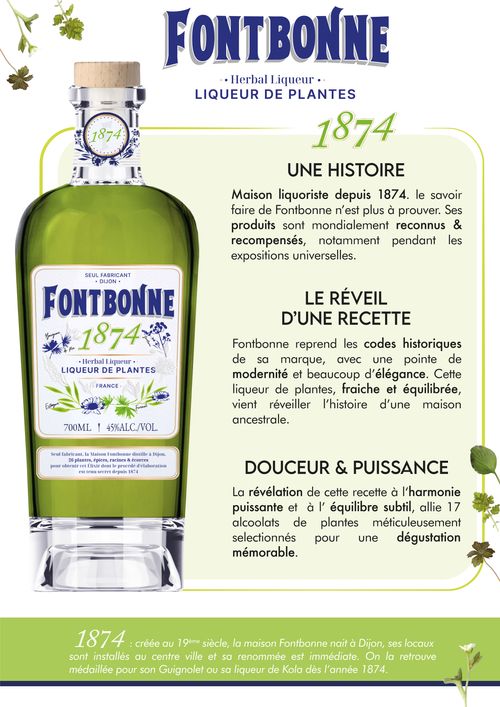 FONTBONNE
• Herbal Liqueur •
LIQUEUR DE PLANTES
1874
1874
UNE HISTOIRE
Maison liquoriste depuis 1874. le savoir
faire de Fontbonne n'est plus à prouver. Ses
produits sont mondialement reconnus &
recompensés, notamment pendant les
expositions universelles.
SEUL FABRICANT
• DIJON •
FONTBONNE
1874
Herbal Liqueur
LIQUEUR DE PLANTES
FRANCE
700ML 45%ALC./VOL.
Seul fabricant, la Maison Fontbonne distille à Dijon,
26 plantes, épices, racines & écorces
pour obtenir cet Elixir dont le procédé d'élaboration
est tenu secret depuis 1874
LE RÉVEIL
D'UNE RECETTE
Fontbonne reprend les codes historiques
de sa marque, avec une pointe de
modernité et beaucoup d'élégance. Cette
liqueur de plantes, fraiche et équilibrée,
vient réveiller l'histoire d'une maison
ancestrale.
DOUCEUR & PUISSANCE
La révélation de cette recette à l'harmonie
puissante et à l' équilibre subtil, allie 17
alcoolats de plantes méticuleusement
selectionnés pour une dégustation
mémorable.
1874 : créée au 19ème siècle, la maison Fontbonne nait à Dijon, ses locaux
sont installés au centre ville et sa renommée est immédiate. On la retrouve
médaillée pour son Guignolet ou sa liqueur de Kola dès l'année 1874.